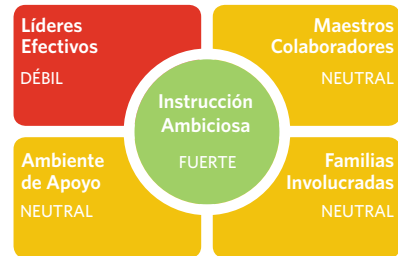 Líderes
Efectivos
DÉBIL
Maestros
Colaboradores
NEUTRAL
Instrucción
Ambiciosa
FUERTE
Ambiente
de Apoyo
NEUTRAL
Familias
Involucradas
NEUTRAL